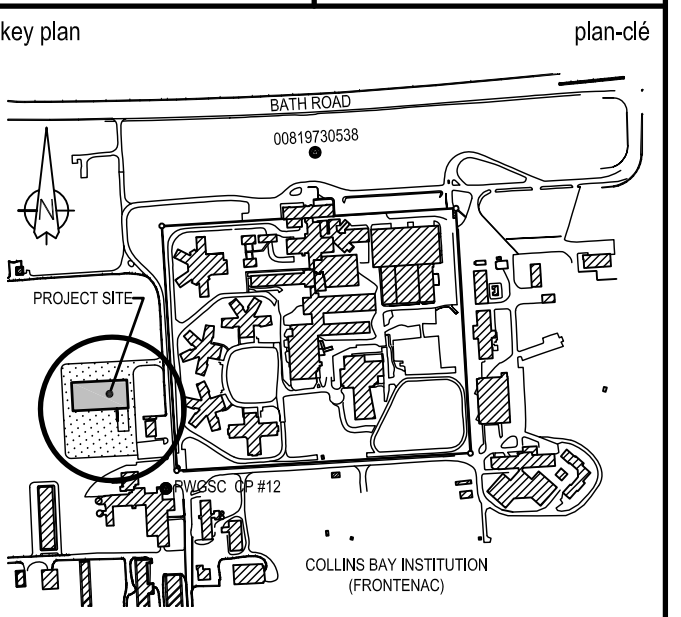 key plan
plan-clé
BATH ROAD
00819730538
N
PROJECT SITE
PWGSC CP #12
COLLINS BAY INSTITUTION
(FRONTENAC)